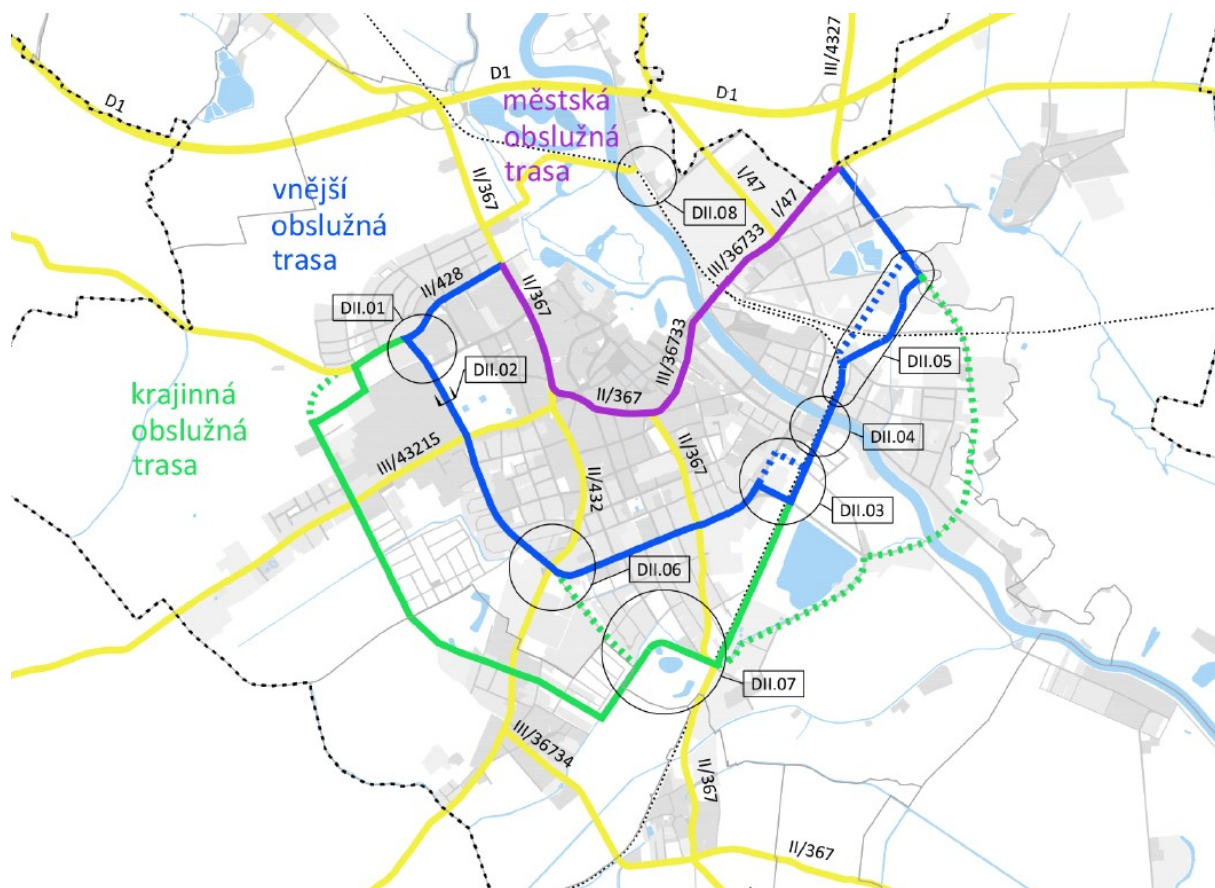 D1
D1
D1
III/4327
městská
obslužná
trasa
I/47
I/47
II/367
DII.08
vnější
obslužná
trasa
III/36733
II/428
II/367
DII.01
DII.02
DII.05
III/36733
krajinná
obslužná
trasa
II/367
DII.04
III/43215
II/367
II/432
DII.03
DII.06
DII.07
III/36734
II/367
II/367